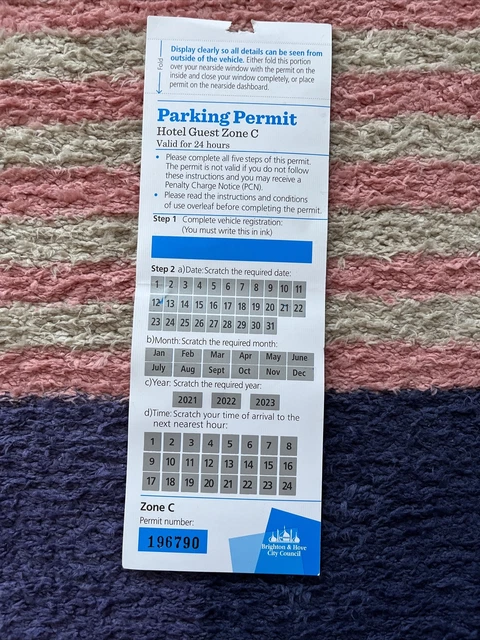 Fold
Display clearly so all details can be seen from
outside of the vehicle. Either fold this portion
over your nearside window with the permit on the
inside and close your window completely, or place
permit on the nearside dashboard.
Parking Permit
Hotel Guest Zone C
Valid for 24 hours
• Please complete all five steps of this permit.
The permit is not valid if you do not follow
these instructions and you may receive a
Penalty Charge Notice (PCN).
• Please read the instructions and conditions
of use overleaf before completing the permit.
Step 1 Complete vehicle registration:
(You must write this in ink)
Step 2 a)Date: Scratch the required date:
1 2 3 4 5 6 7 8 9 10 11
12 13 14 15 16 17 18 19 20 21 22
23 24 25 26 27 28 29 30 31
b)Month: Scratch the required month:
Jan Feb Mar Apr May June
July Aug Sept Oct Nov Dec
c)Year: Scratch the required year:
2021 2022 2023
d)Time: Scratch your time of arrival to the
next nearest hour:
1 2 3 4 5 6 7 8
9 10 11 12 13 14 15 16
17 18 19 20 21 22 23 24
Zone C
Permit number:
196790
Brighton & Hove
City Council